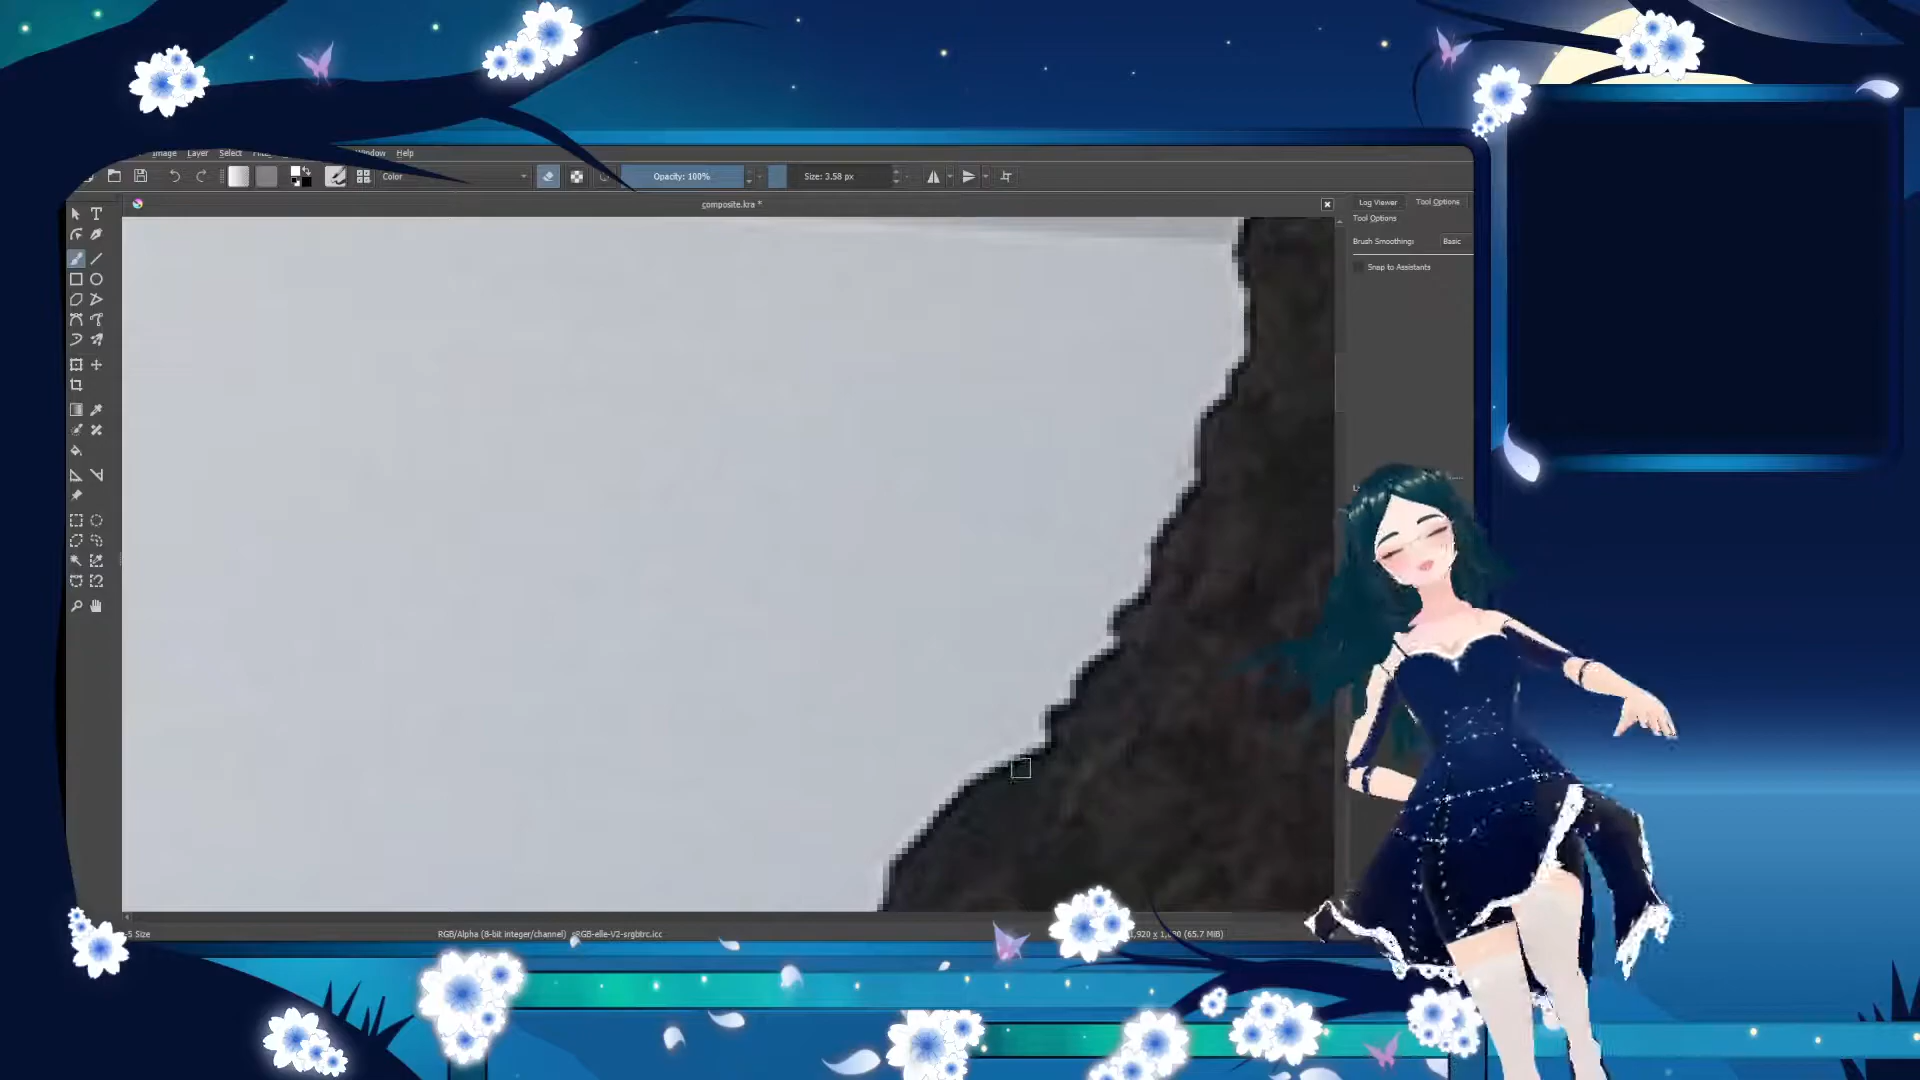 Image Layer Select Window Help
Color
Opacity: 100%
Size: 3.58 px
composite.kra *
Log Viewer Tool Options
Tool Options
Brush Smoothing: Basic
Snap to Assistants
-5 Size
RGB/Alpha (8-bit integer/channel) sRGB-elle-V2-srgbtrc.icc
(65.7 MiB)